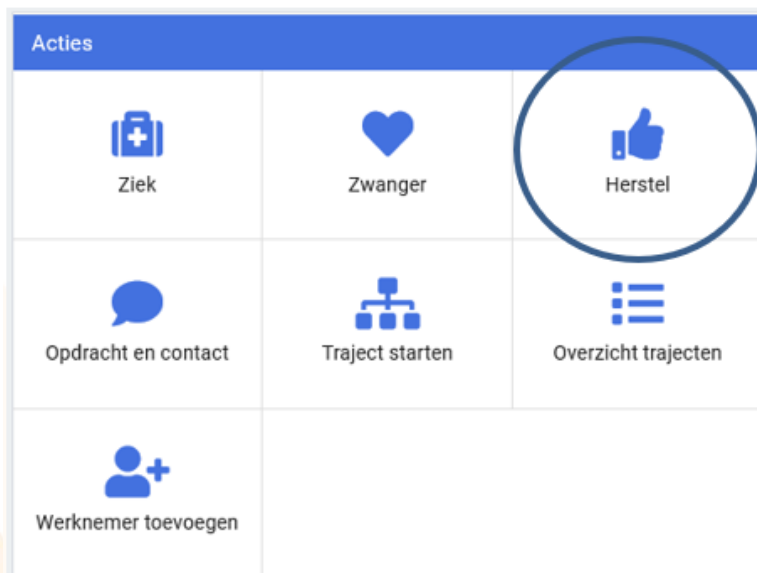 Acties
Ziek
Zwanger
Herstel
Opdracht en contact
Traject starten
Overzicht trajecten
Werknemer toevoegen